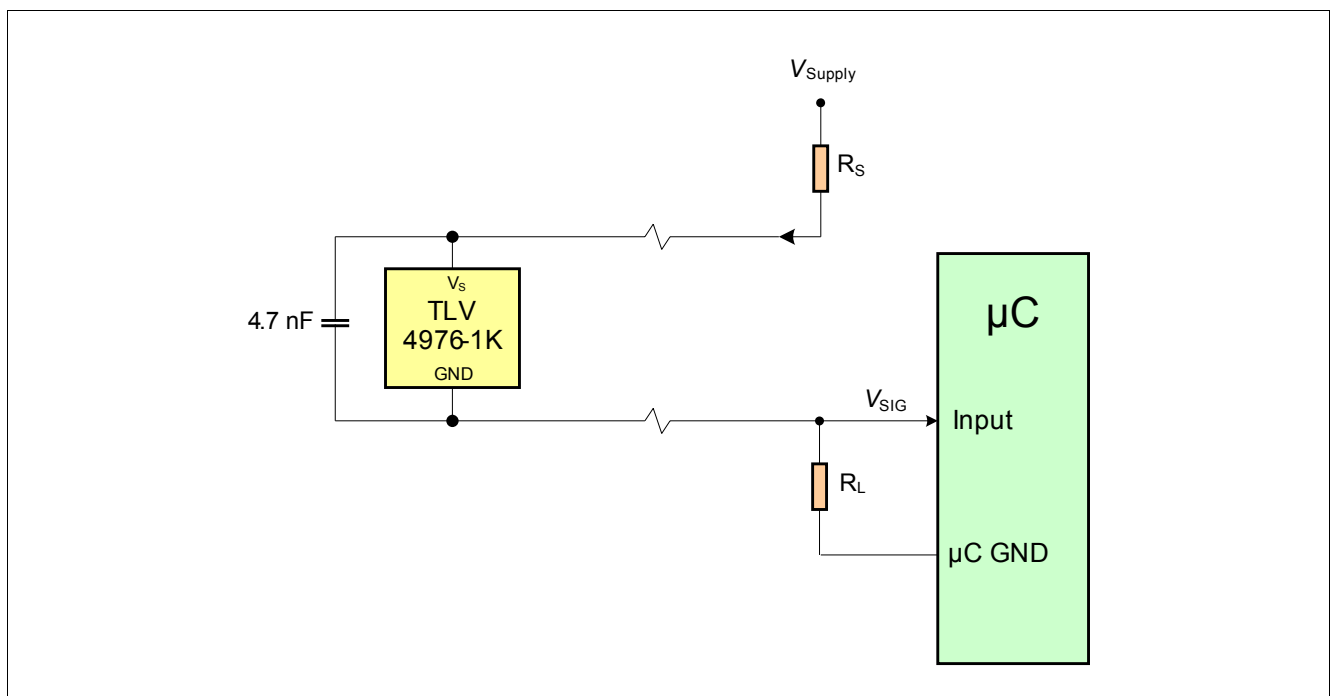 VSupply
RS
VS
TLV
4976-1K
GND
4.7 nF
µC
VSIG
Input
RL
µC GND